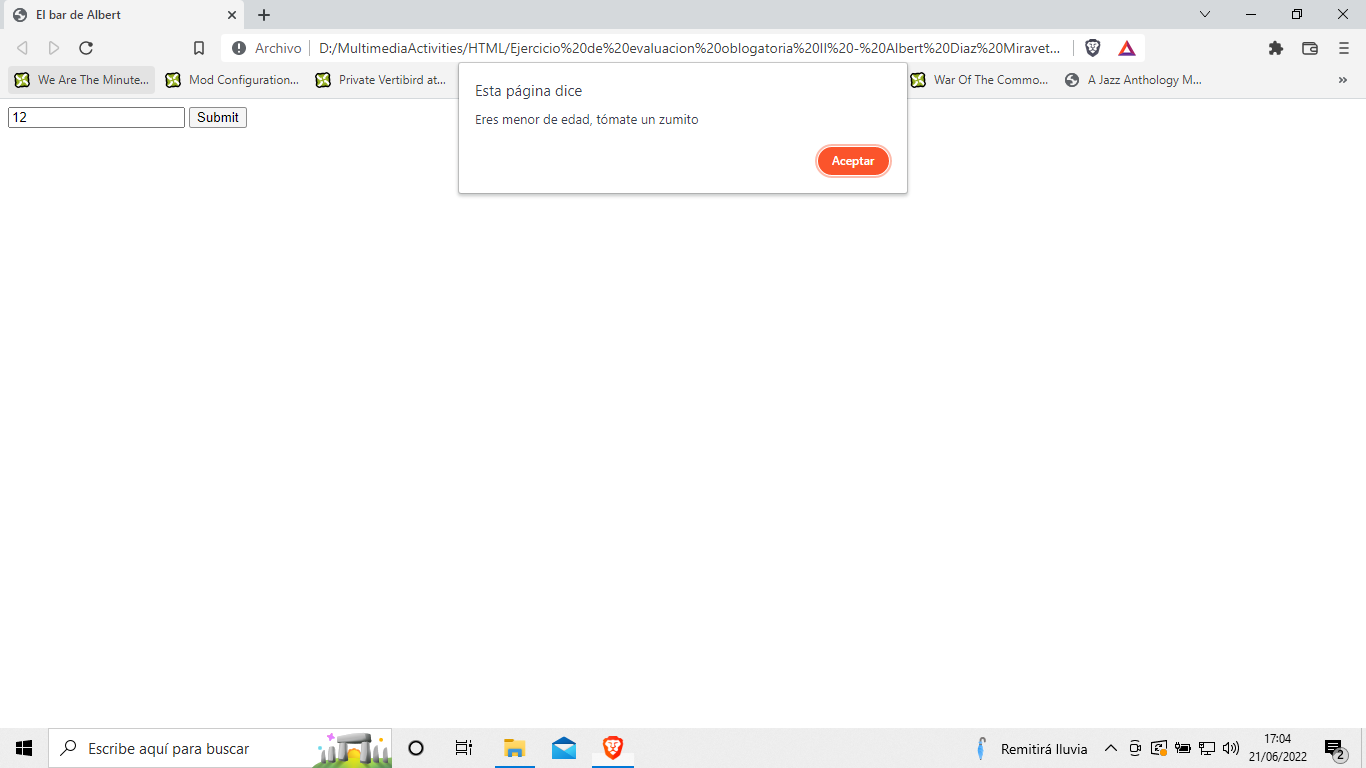 El bar de Albert
Archivo D:/MultimediaActivities/HTML/Ejercicio%20de%20evaluacion%20oblogatoria%20II%20-%20Albert%20Diaz%20Miravet...
We Are The Minute... Mod Configuration... Private Vertibird at... War Of The Commo... A Jazz Anthology M... »
Esta página dice
Eres menor de edad, tómate un zumito
Aceptar
12 Submit
Escribe aquí para buscar
Remitirá lluvia
17:04
21/06/2022
2